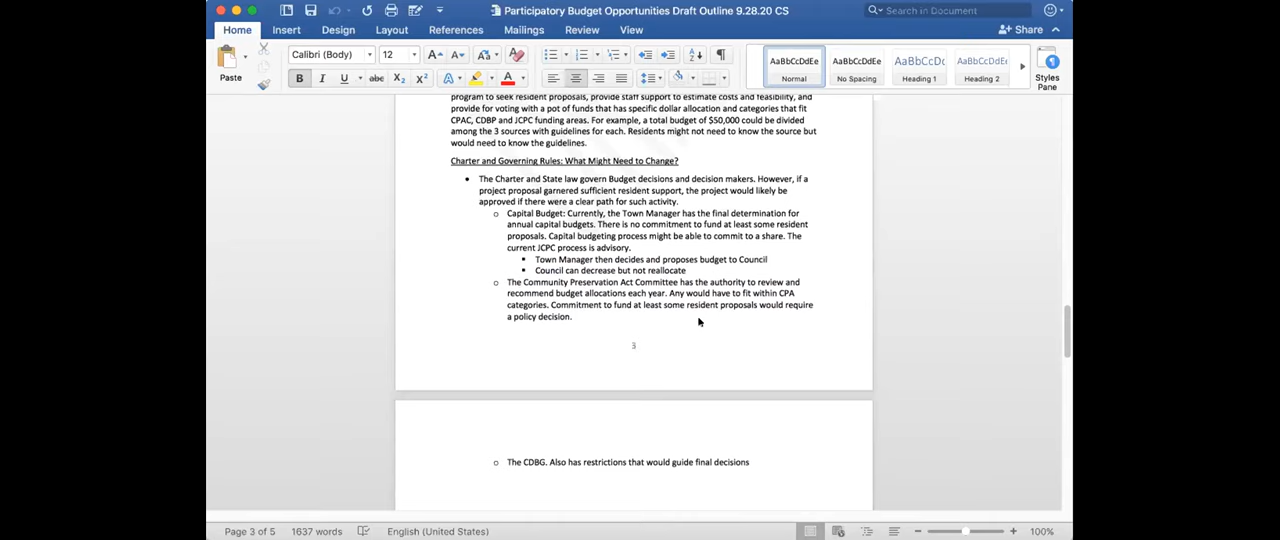 Participatory Budget Opportunities Draft Outline 9.28.20 CS
Search in Document
Home Insert Design Layout References Mailings Review View Share
Paste
Calibri (Body) 12
B I U abc X₂ X²
AaBbCcDdEe AaBbCcDdEe AaBbCcDc AaBbCcDdEe
Normal No Spacing Heading 1 Heading 2 Styles Pane
program to seek resident proposals, provide staff support to estimate costs and feasibility, and
provide for voting with a pot of funds that has specific dollar allocation and categories that fit
CPAC, CDBP and JCPC funding areas. For example, a total budget of $50,000 could be divided
among the 3 sources with guidelines for each. Residents might not need to know the source but
would need to know the guidelines.
Charter and Governing Rules: What Might Need to Change?
• The Charter and State law govern Budget decisions and decision makers. However, if a
project proposal garnered sufficient resident support, the project would likely be
approved if there were a clear path for such activity.
o Capital Budget: Currently, the Town Manager has the final determination for
annual capital budgets. There is no commitment to fund at least some resident
proposals. Capital budgeting process might be able to commit to a share. The
current JCPC process is advisory.
▪ Town Manager then decides and proposes budget to Council
▪ Council can decrease but not reallocate
o The Community Preservation Act Committee has the authority to review and
recommend budget allocations each year. Any would have to fit within CPA
categories. Commitment to fund at least some resident proposals would require
a policy decision.
3
o The CDBG. Also has restrictions that would guide final decisions
Page 3 of 5 1637 words English (United States) 100%